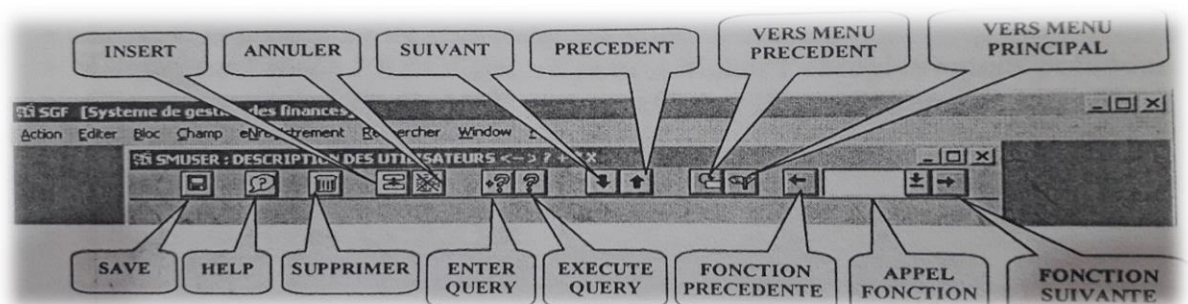 INSERT
ANNULER
SUIVANT
PRECEDENT
VERS MENU
PRECEDENT
VERS MENU
PRINCIPAL
SGF [Systeme de gestion des finances]
Action Editer Bloc Champ eNregistrement Rechercher Window
SMUSER : DESCRIPTION DES UTILISATEURS <--> ? +
SAVE
HELP
SUPPRIMER
ENTER
QUERY
EXECUTE
QUERY
FONCTION
PRECEDENTE
APPEL
FONCTION
FONCTION
SUIVANTE